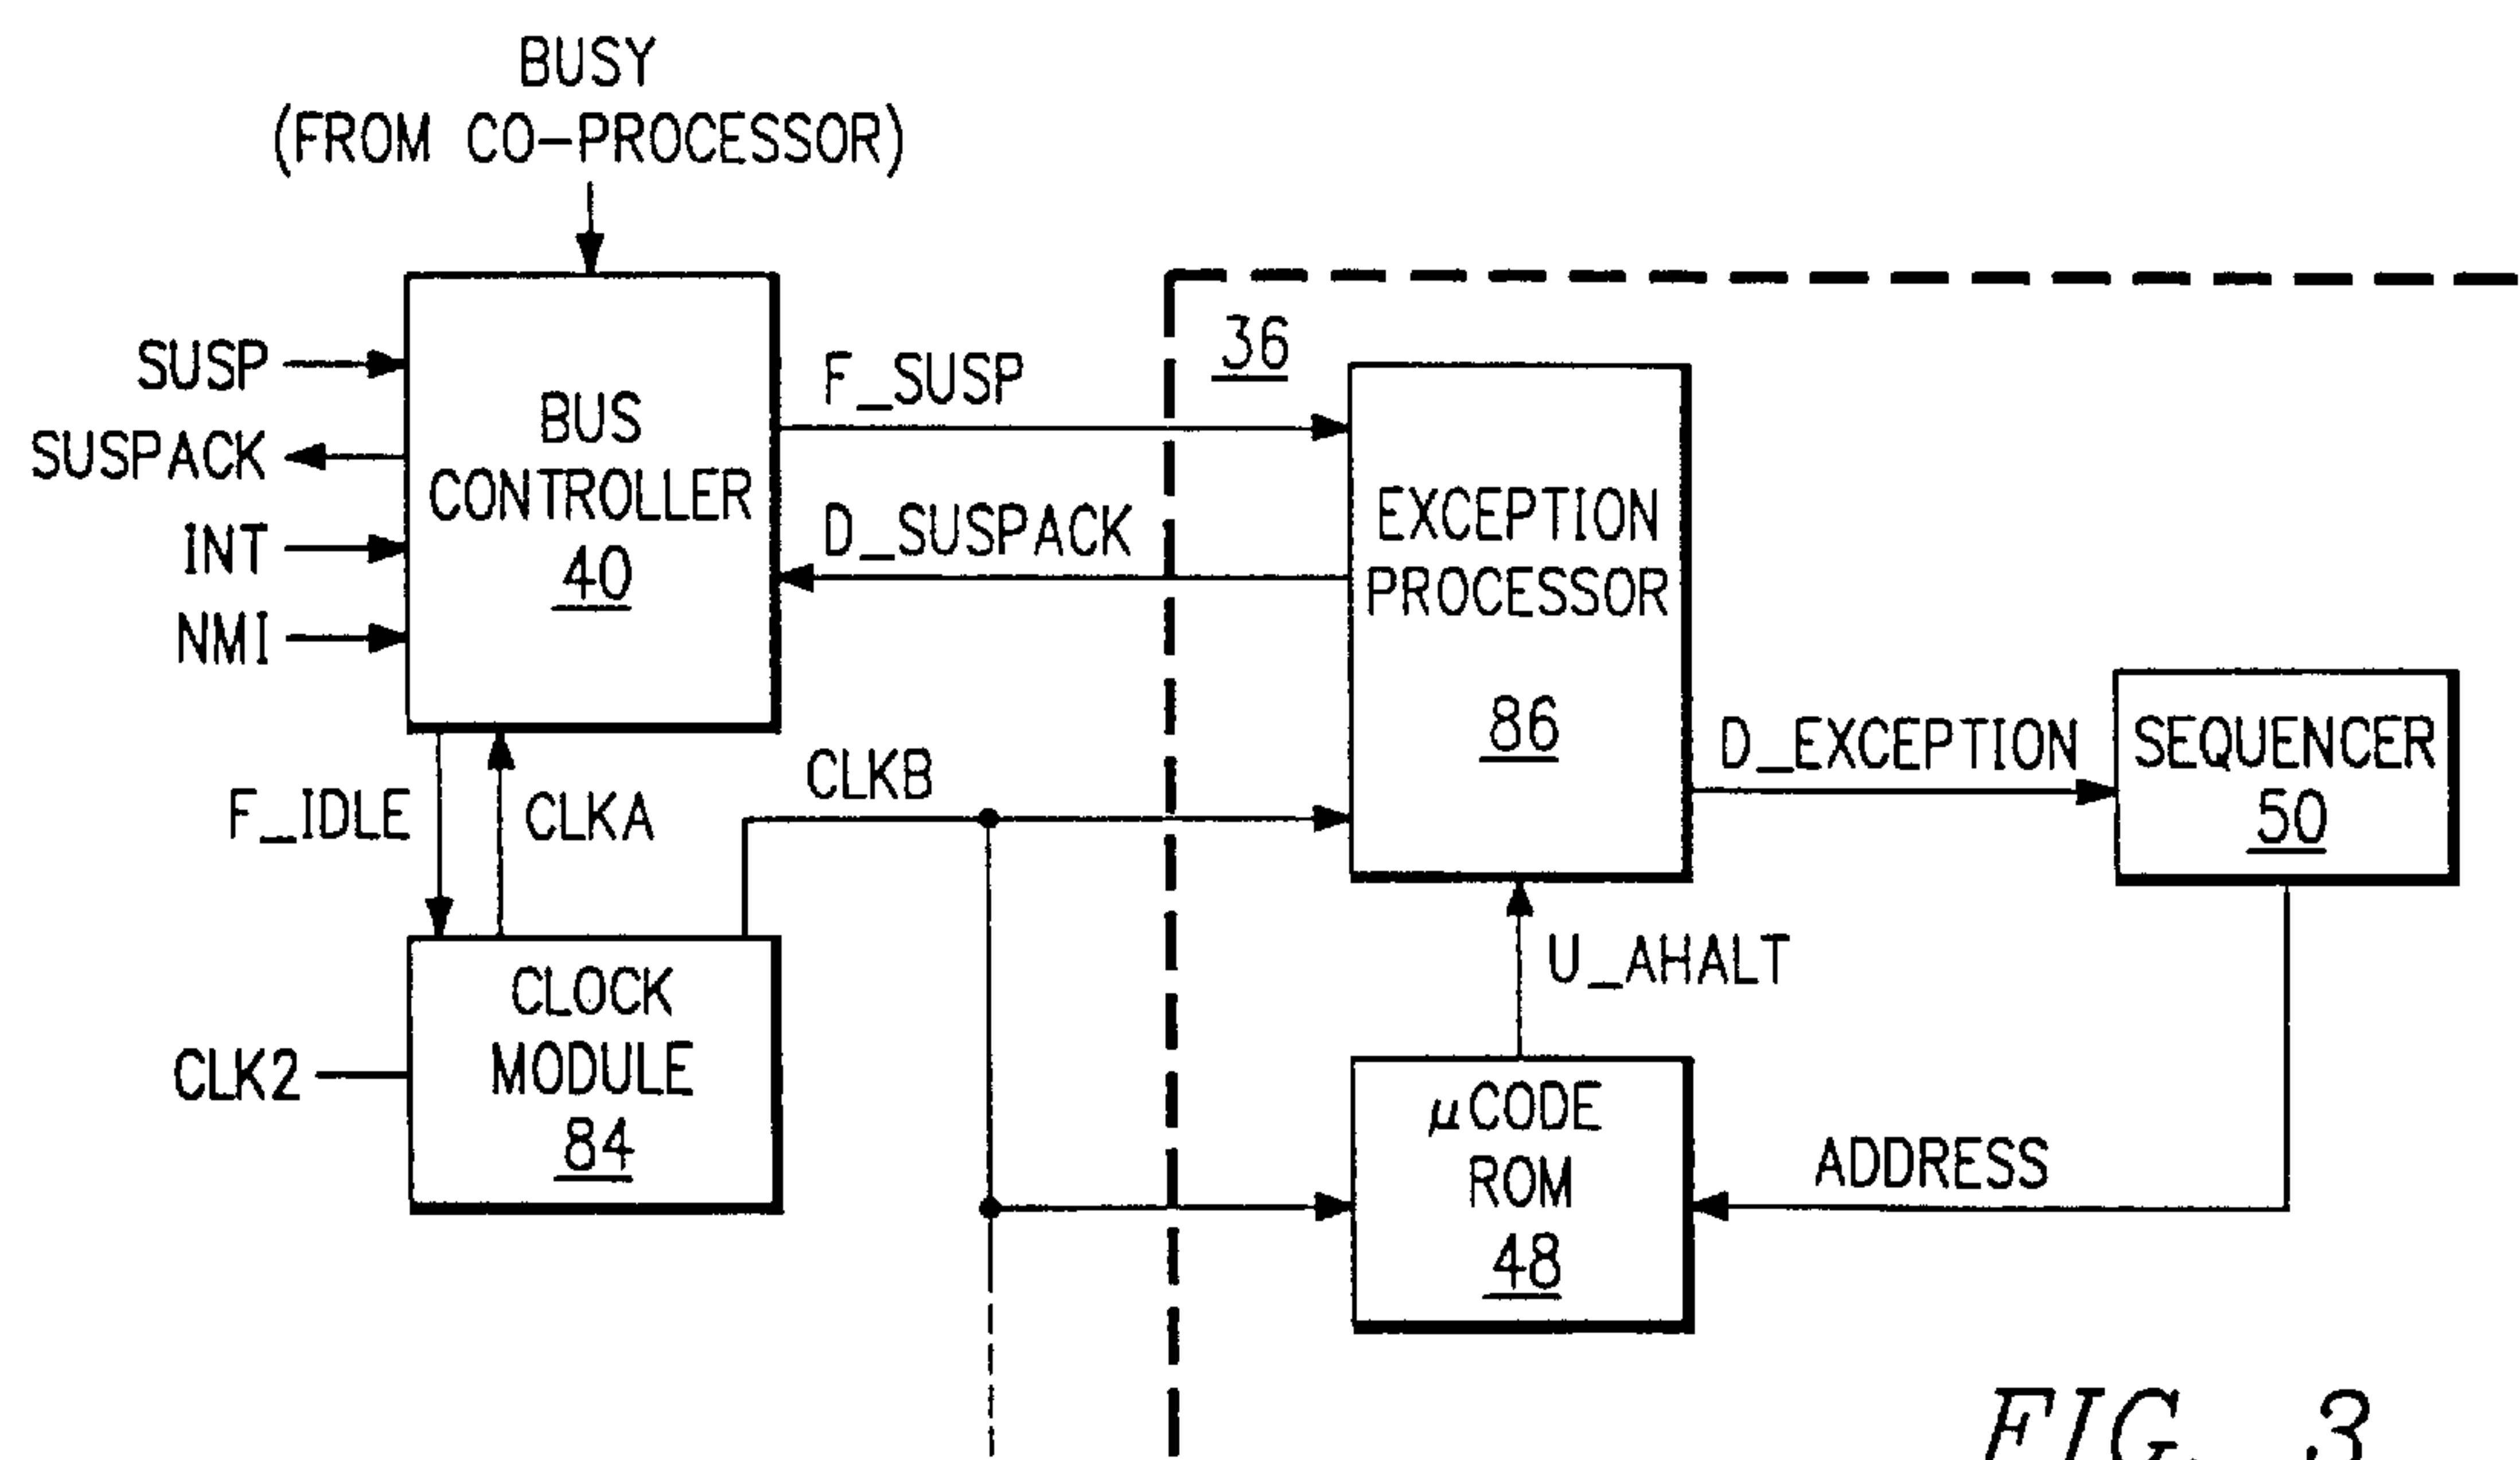 BUSY
(FROM CO-PROCESSOR)
SUSP
SUSPACK
INT
NMI
BUS
CONTROLLER
40
F_SUSP
D_SUSPACK
36
EXCEPTION
PROCESSOR
86
D_EXCEPTION
SEQUENCER
50
F_IDLE
CLKA
CLKB
CLK2
CLOCK
MODULE
84
U_AHALT
μCODE
ROM
48
ADDRESS
FIG. 3